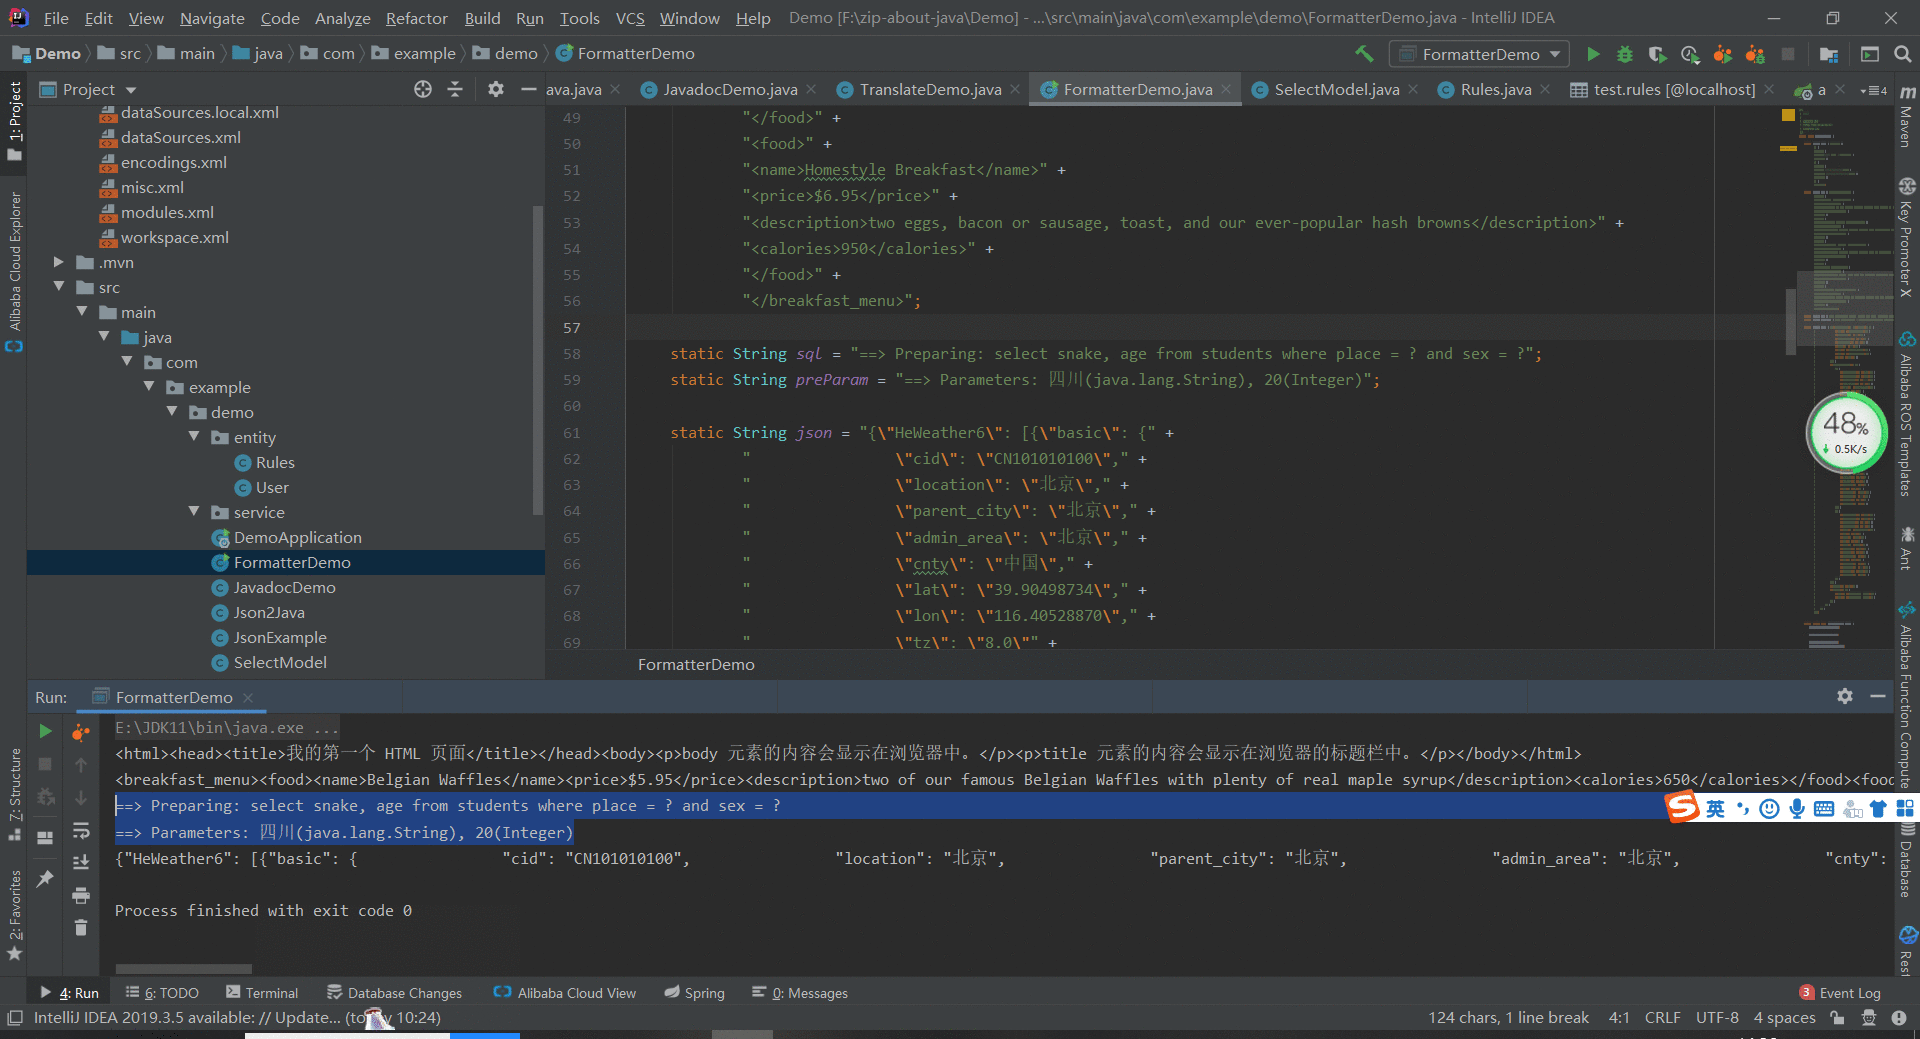 File Edit View Navigate Code Analyze Refactor Build Run Tools VCS Window Help Demo [F:\zip-about-java\Demo] - ...\src\main\java\com\example\demo\FormatterDemo.java - IntelliJ IDEA
Demo src main java com example demo FormatterDemo FormatterDemo
Project ava.java JavadocDemo.java TranslateDemo.java FormatterDemo.java SelectModel.java Rules.java test.rules [@localhost] a 4
1: Project
Alibaba Cloud Explorer
7: Structure
2: Favorites
dataSources.local.xml
dataSources.xml
encodings.xml
misc.xml
modules.xml
workspace.xml
.mvn
src
main
java
com
example
demo
entity
Rules
User
service
DemoApplication
FormatterDemo
JavadocDemo
Json2Java
JsonExample
SelectModel
49 "</food>" +
50 "<food>" +
51 "<name>Homestyle Breakfast</name>" +
52 "<price>$6.95</price>" +
53 "<description>two eggs, bacon or sausage, toast, and our ever-popular hash browns</description>" +
54 "<calories>950</calories>" +
55 "</food>" +
56 "</breakfast_menu>";
57
58 static String sql = "==> Preparing: select snake, age from students where place = ? and sex = ?";
59 static String preParam = "==> Parameters: 四川(java.lang.String), 20(Integer)";
60
61 static String json = "{\"HeWeather6\": [{\"basic\": {" +
62 " \"cid\": \"CN101010100\"," +
63 " \"location\": \"北京\"," +
64 " \"parent_city\": \"北京\"," +
65 " \"admin_area\": \"北京\"," +
66 " \"cnty\": \"中国\"," +
67 " \"lat\": \"39.90498734\"," +
68 " \"lon\": \"116.40528870\"," +
69 " \"tz\": \"8.0\"" +
FormatterDemo
Maven
Key Promoter X
Alibaba ROS Templates
Ant
Alibaba Function Compute
Database
Rest
48%
0.5K/s
Run: FormatterDemo
E:\JDK11\bin\java.exe ...
<html><head><title>我的第一个 HTML 页面</title></head><body><p>body 元素的内容会显示在浏览器中。</p><p>title 元素的内容会显示在浏览器的标题栏中。</p></body></html>
<breakfast_menu><food><name>Belgian Waffles</name><price>$5.95</price><description>two of our famous Belgian Waffles with plenty of real maple syrup</description><calories>650</calories></food><food
==> Preparing: select snake, age from students where place = ? and sex = ?
==> Parameters: 四川(java.lang.String), 20(Integer)
{"HeWeather6": [{"basic": { "cid": "CN101010100", "location": "北京", "parent_city": "北京", "admin_area": "北京", "cnty":
Process finished with exit code 0
英
4: Run 6: TODO Terminal Database Changes Alibaba Cloud View Spring 0: Messages 3 Event Log
IntelliJ IDEA 2019.3.5 available: // Update... 10:24) 124 chars, 1 line break 4:1 CRLF UTF-8 4 spaces